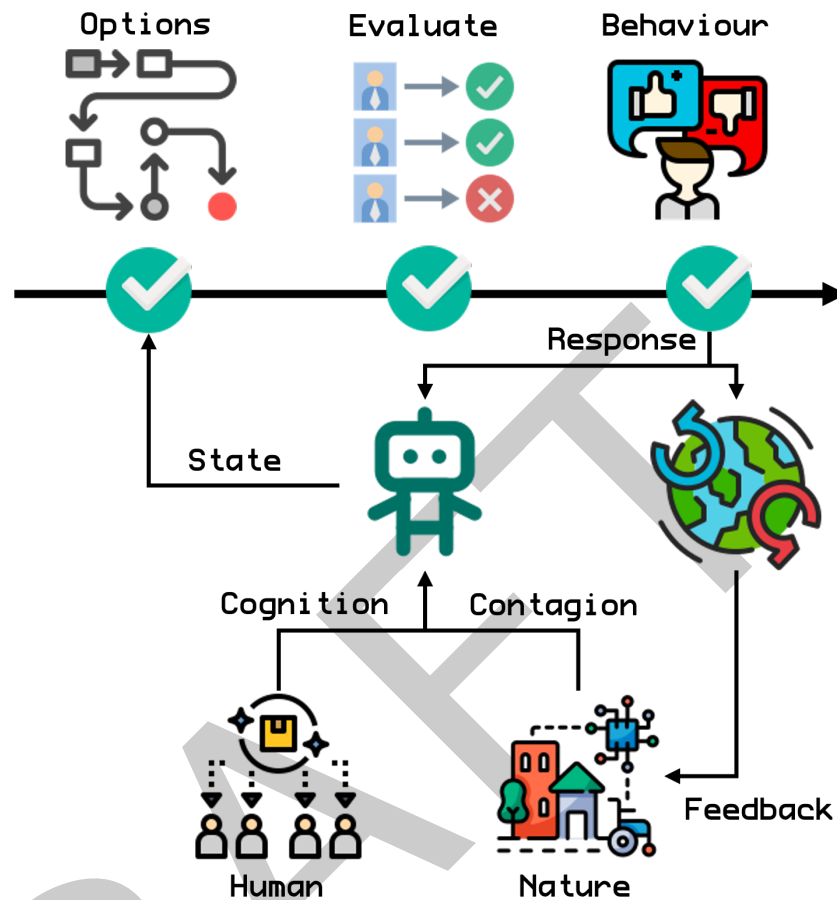 Options
Evaluate
Behaviour
Response
State
Cognition
Contagion
Feedback
Human
Nature